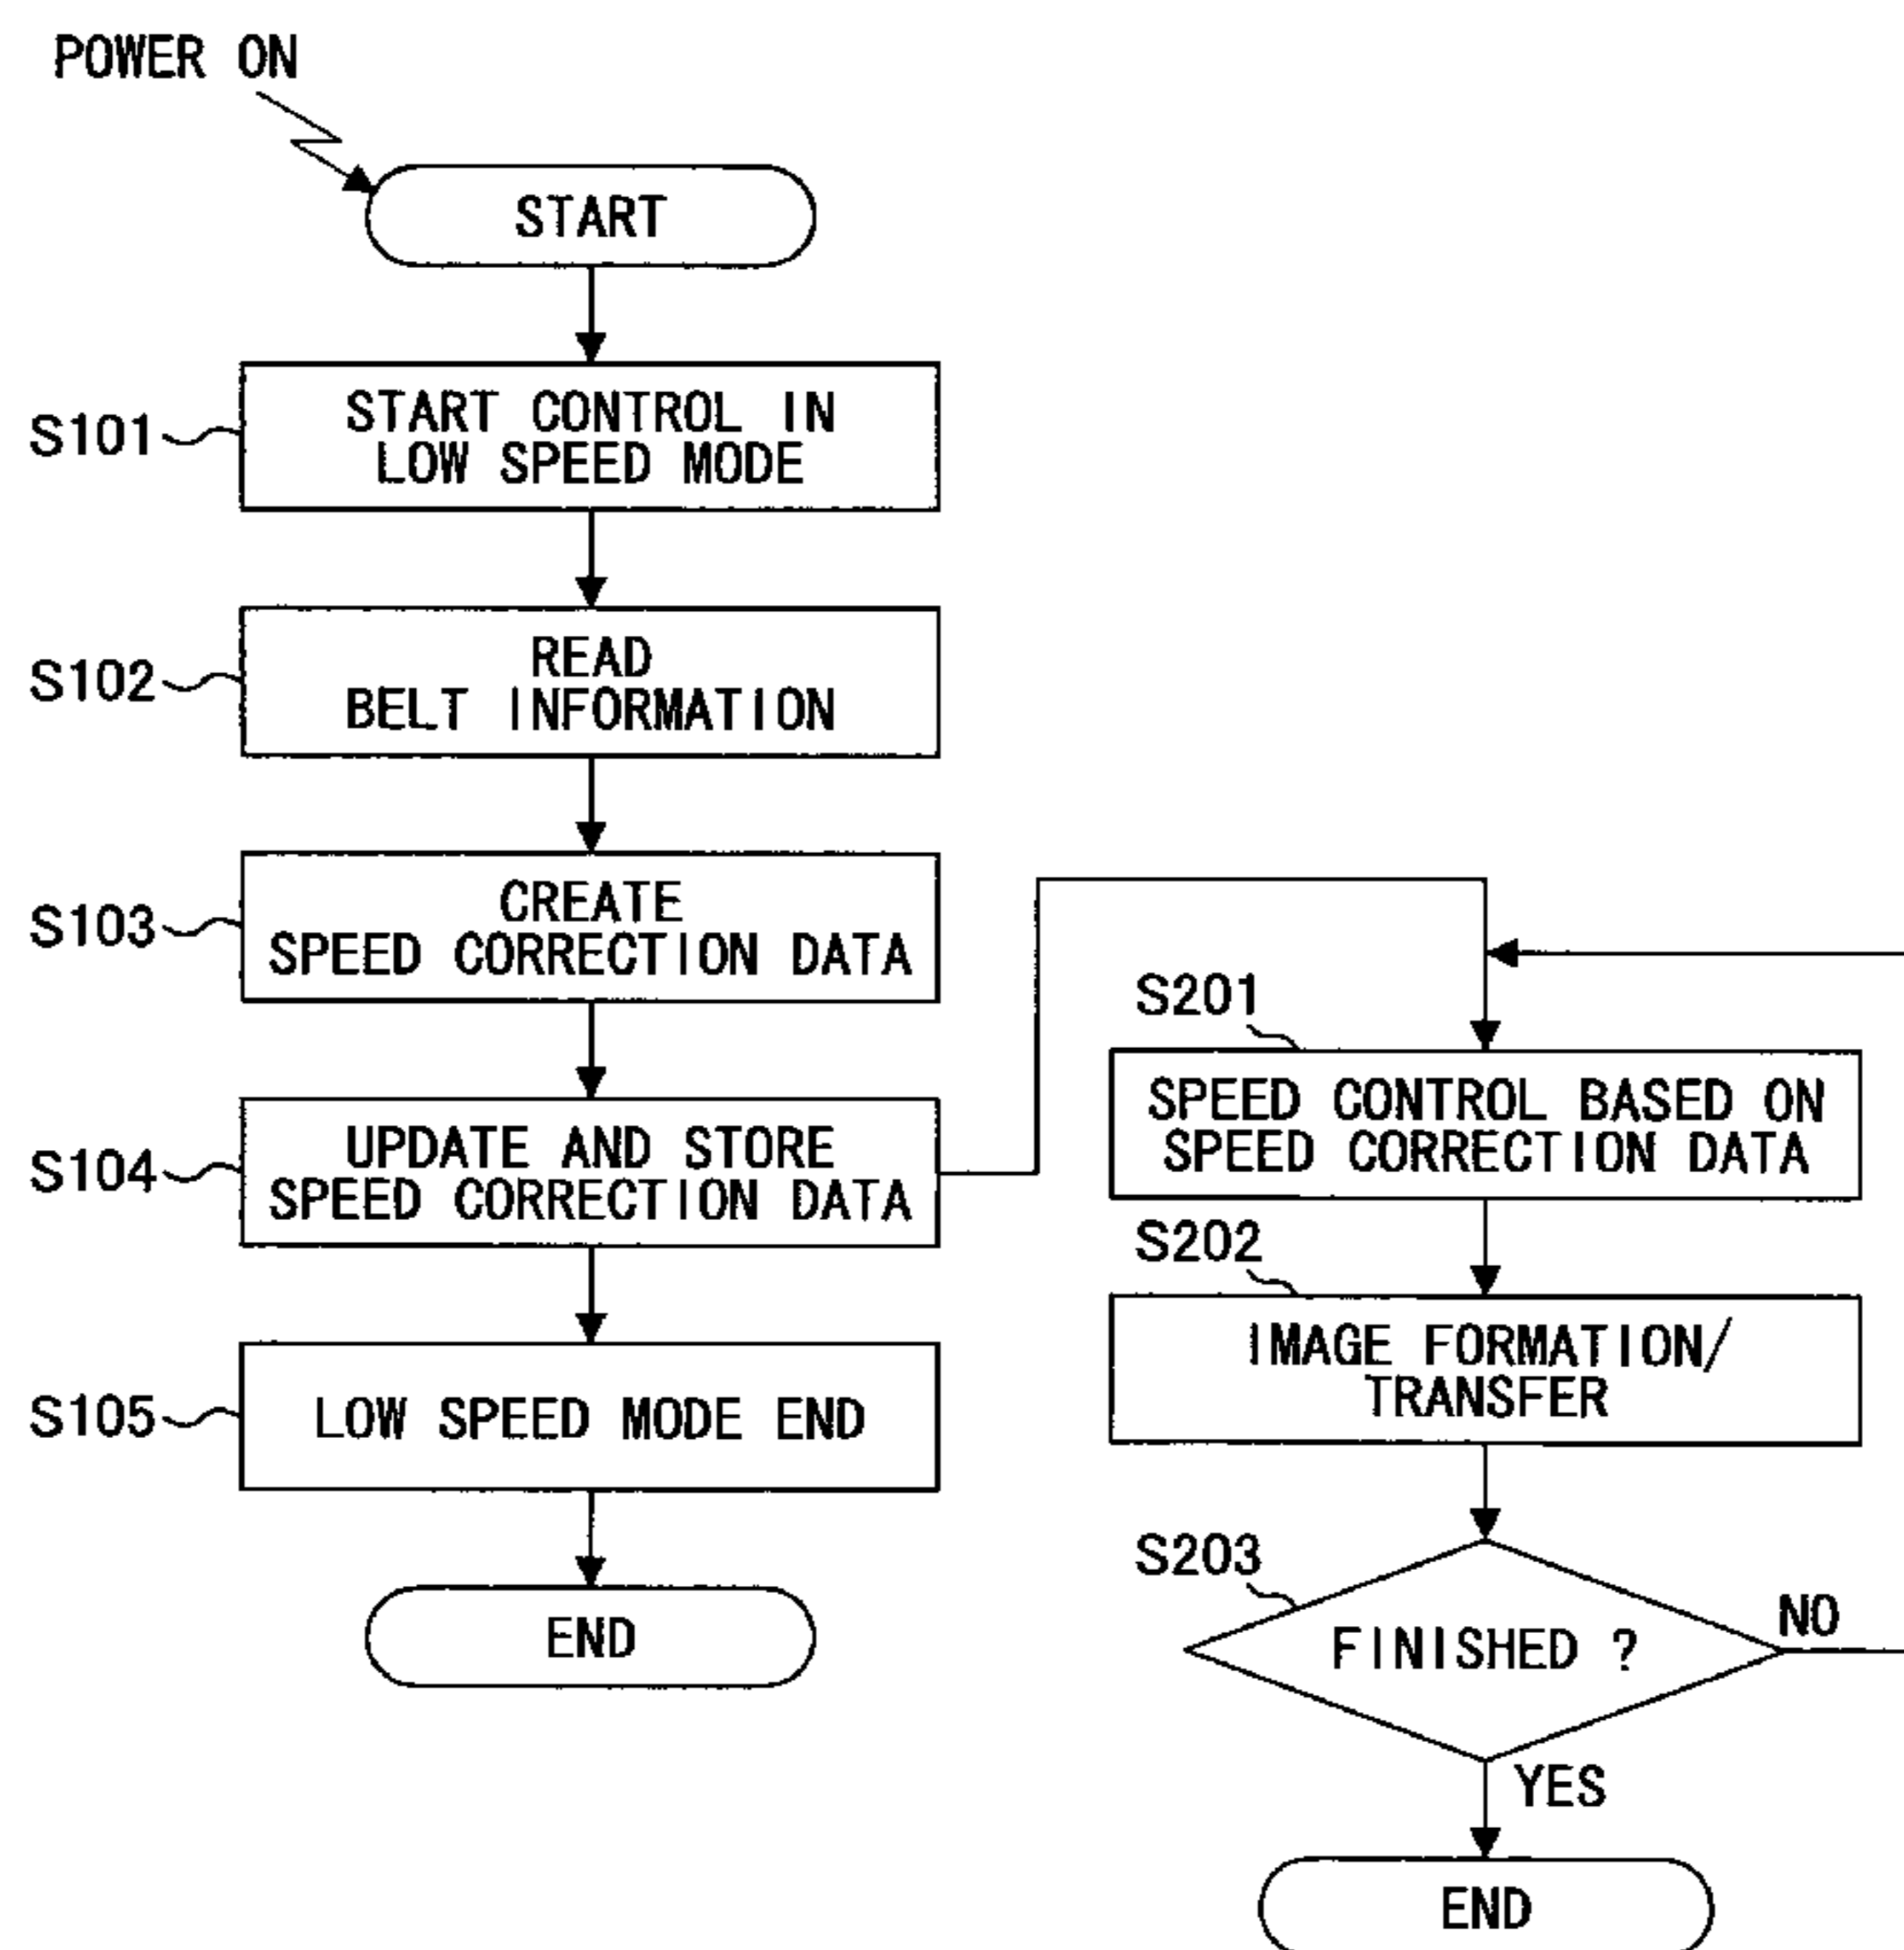 POWER ON
START
S101
START CONTROL IN
LOW SPEED MODE
S102
READ
BELT INFORMATION
S103
CREATE
SPEED CORRECTION DATA
S104
UPDATE AND STORE
SPEED CORRECTION DATA
S105
LOW SPEED MODE END
END
S201
SPEED CONTROL BASED ON
SPEED CORRECTION DATA
S202
IMAGE FORMATION/
TRANSFER
S203
FINISHED ?
NO
YES
END